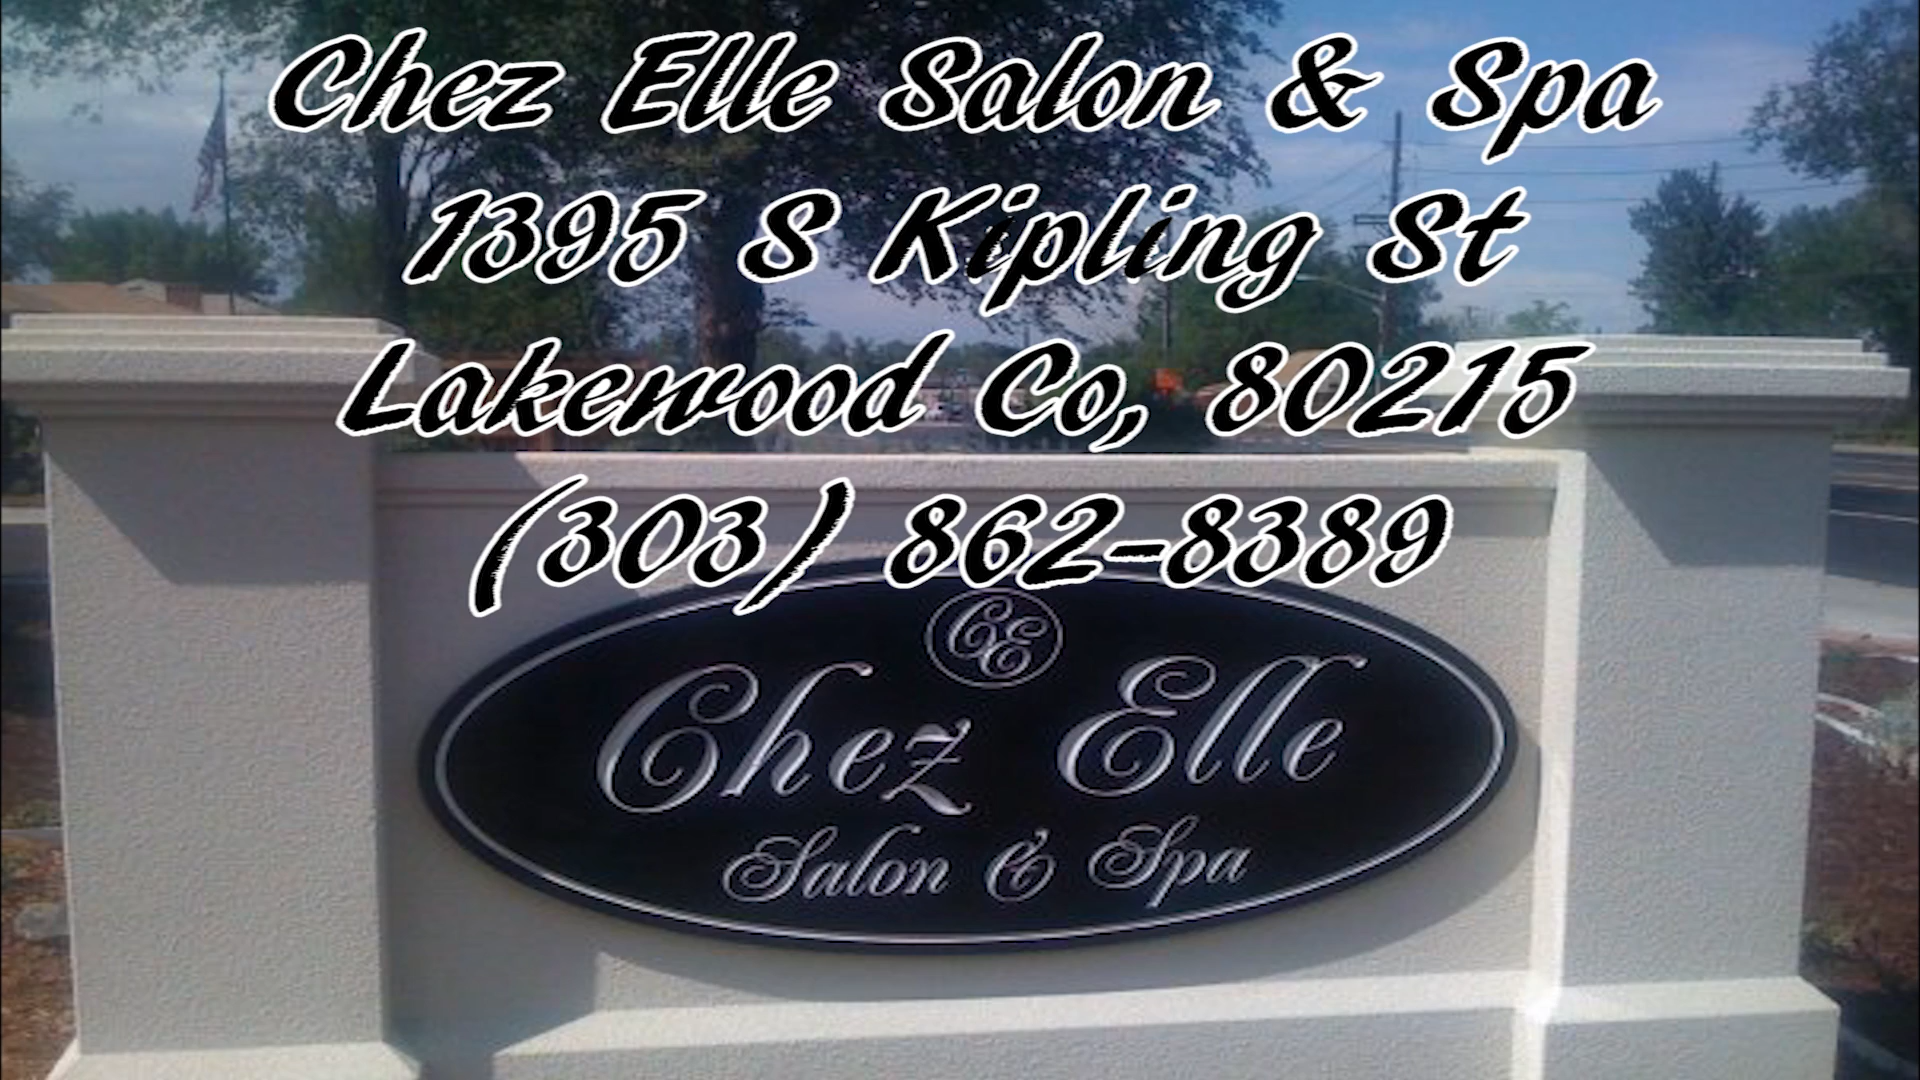 Chez Elle Salon & Spa
1395 S Kipling St
Lakewood Co, 80215
(303) 862-8389
CE
Chez Elle
Salon & Spa